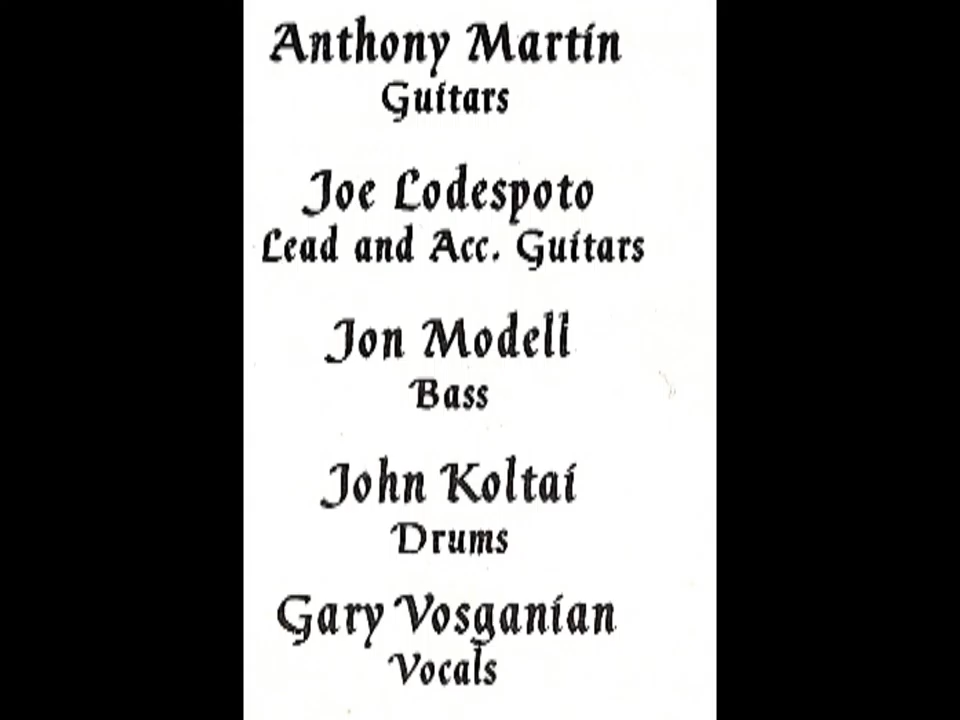 Anthony Martin
Guitars
Joe Lodespoto
Lead and Acc. Guitars
Jon Modell
Bass
John Koltai
Drums
Gary Vosganian
Vocals